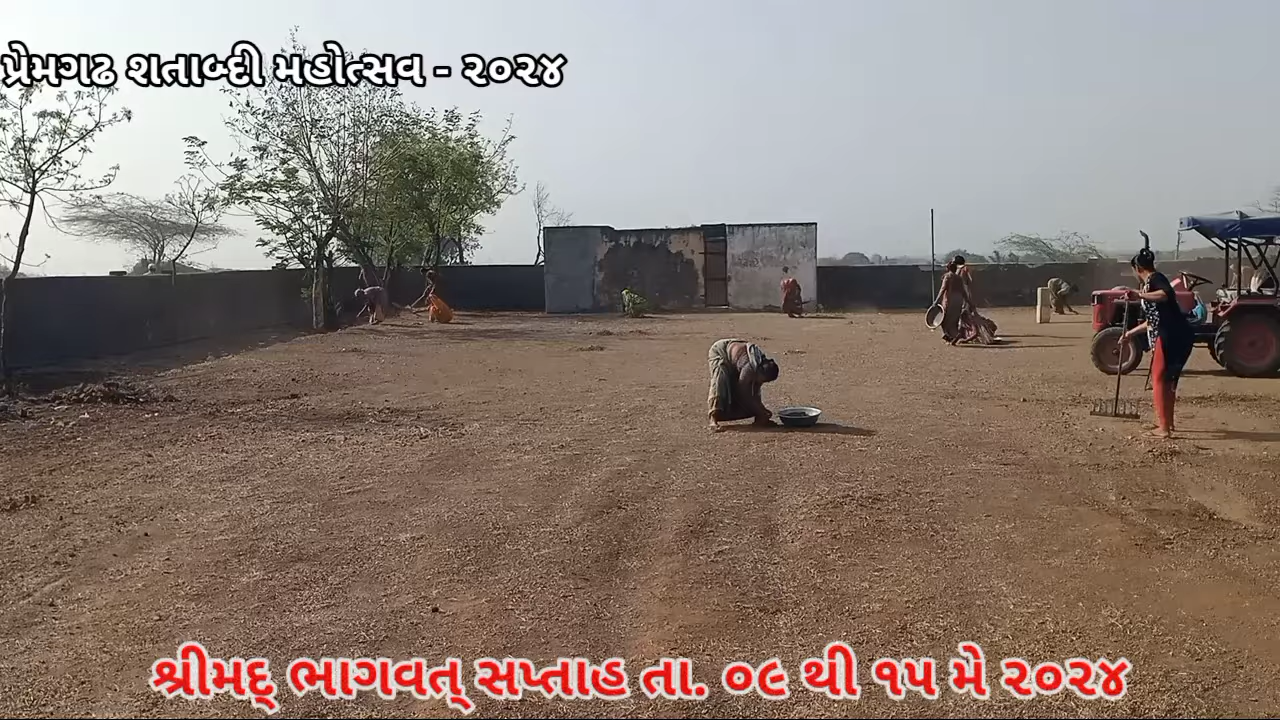 પ્રેમગઢ શતાબ્દી મહોત્સવ - ૨૦૨૪
શ્રીમદ્ ભાગવત્ સપ્તાહ તા. ૦૯ થી ૧૫ મે ૨૦૨૪